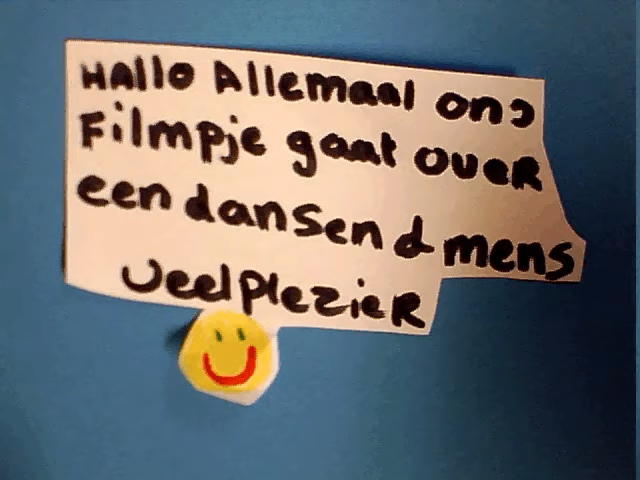 HAllo Allemaal ons
Filmpje gaat over
een dansend mens
Veel plezier